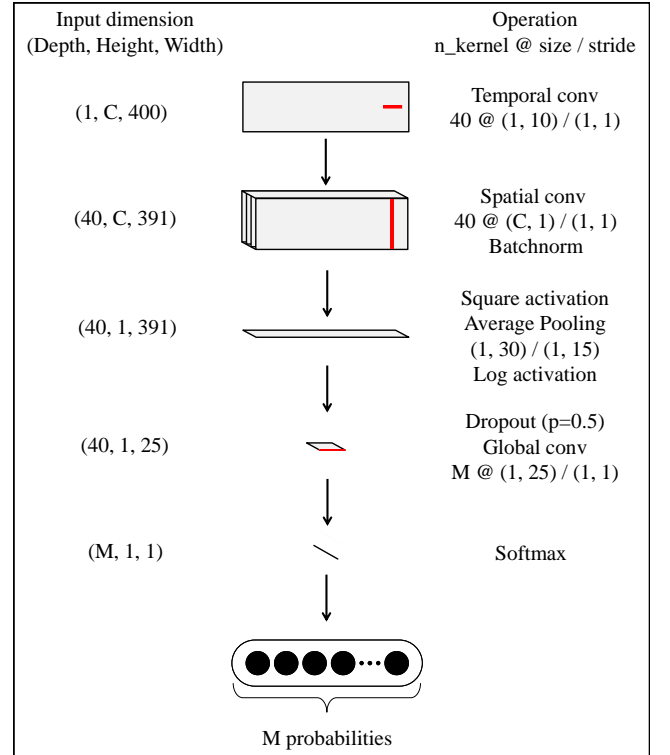 Input dimension
(Depth, Height, Width)
Operation
n_kernel @ size / stride
(1, C, 400)
Temporal conv
40 @ (1, 10) / (1, 1)
(40, C, 391)
Spatial conv
40 @ (C, 1) / (1, 1)
Batchnorm
(40, 1, 391)
Square activation
Average Pooling
(1, 30) / (1, 15)
Log activation
(40, 1, 25)
Dropout (p=0.5)
Global conv
M @ (1, 25) / (1, 1)
(M, 1, 1)
Softmax
M probabilities